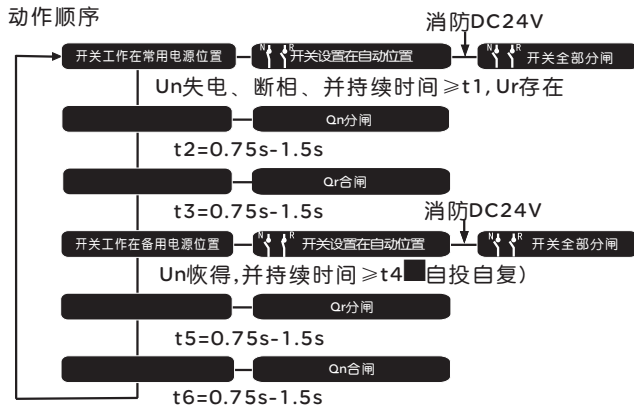 动作顺序
消防DC24V
开关工作在常用电源位置 N R 开关设置在自动位置 N R 开关全部分闸
Un失电、断相、并持续时间≥t1,Ur存在
Qn分闸
t2=0.75s-1.5s
Qr合闸
t3=0.75s-1.5s
消防DC24V
开关工作在备用电源位置 N R 开关设置在自动位置 N R 开关全部分闸
Un恢得,并持续时间≥t4 自投自复)
Qr分闸
t5=0.75s-1.5s
Qn合闸
t6=0.75s-1.5s